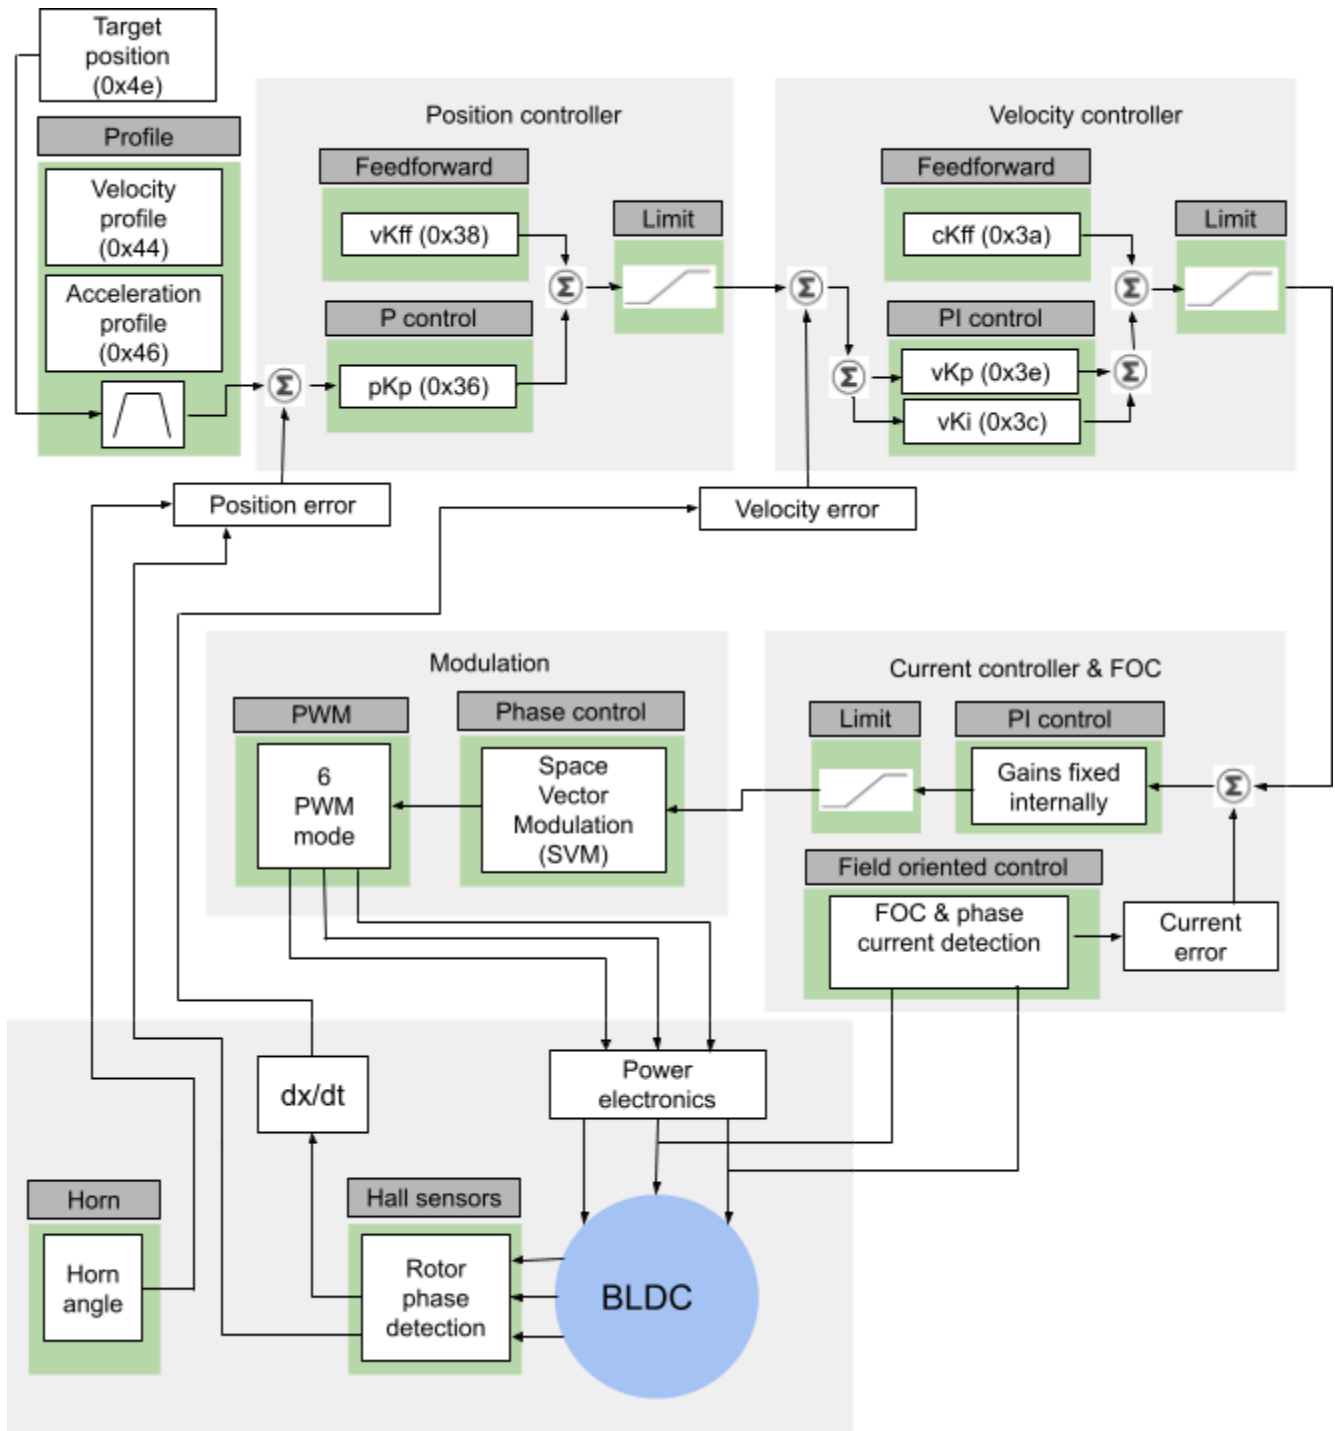 Target
position
(0x4e)
Profile
Velocity
profile
(0x44)
Acceleration
profile
(0x46)
Position controller
Feedforward
vKff (0x38)
Limit
Σ
P control
Σ
pKp (0x36)
Position error
Velocity controller
Feedforward
cKff (0x3a)
Limit
Σ
Σ
PI control
Σ
vKp (0x3e)
Σ
vKi (0x3c)
Velocity error
Modulation
PWM
6
PWM
mode
Phase control
Space
Vector
Modulation
(SVM)
Current controller & FOC
Limit
PI control
Gains fixed
internally
Σ
Field oriented control
FOC & phase
current detection
Current
error
dx/dt
Power
electronics
Horn
Horn
angle
Hall sensors
Rotor
phase
detection
BLDC